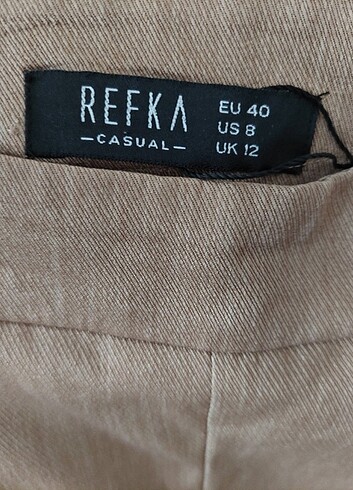 REFKA
—CASUAL—
EU 40
US 8
UK 12